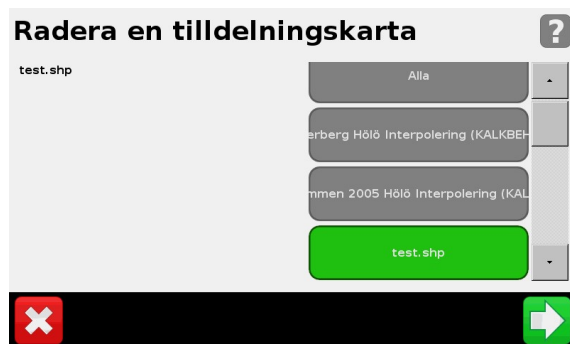 Radera en tilldelningskarta
?
test.shp
Alla
erberg Hölö Interpolering (KALKBEH
mmen 2005 Hölö Interpolering (KAL
test.shp